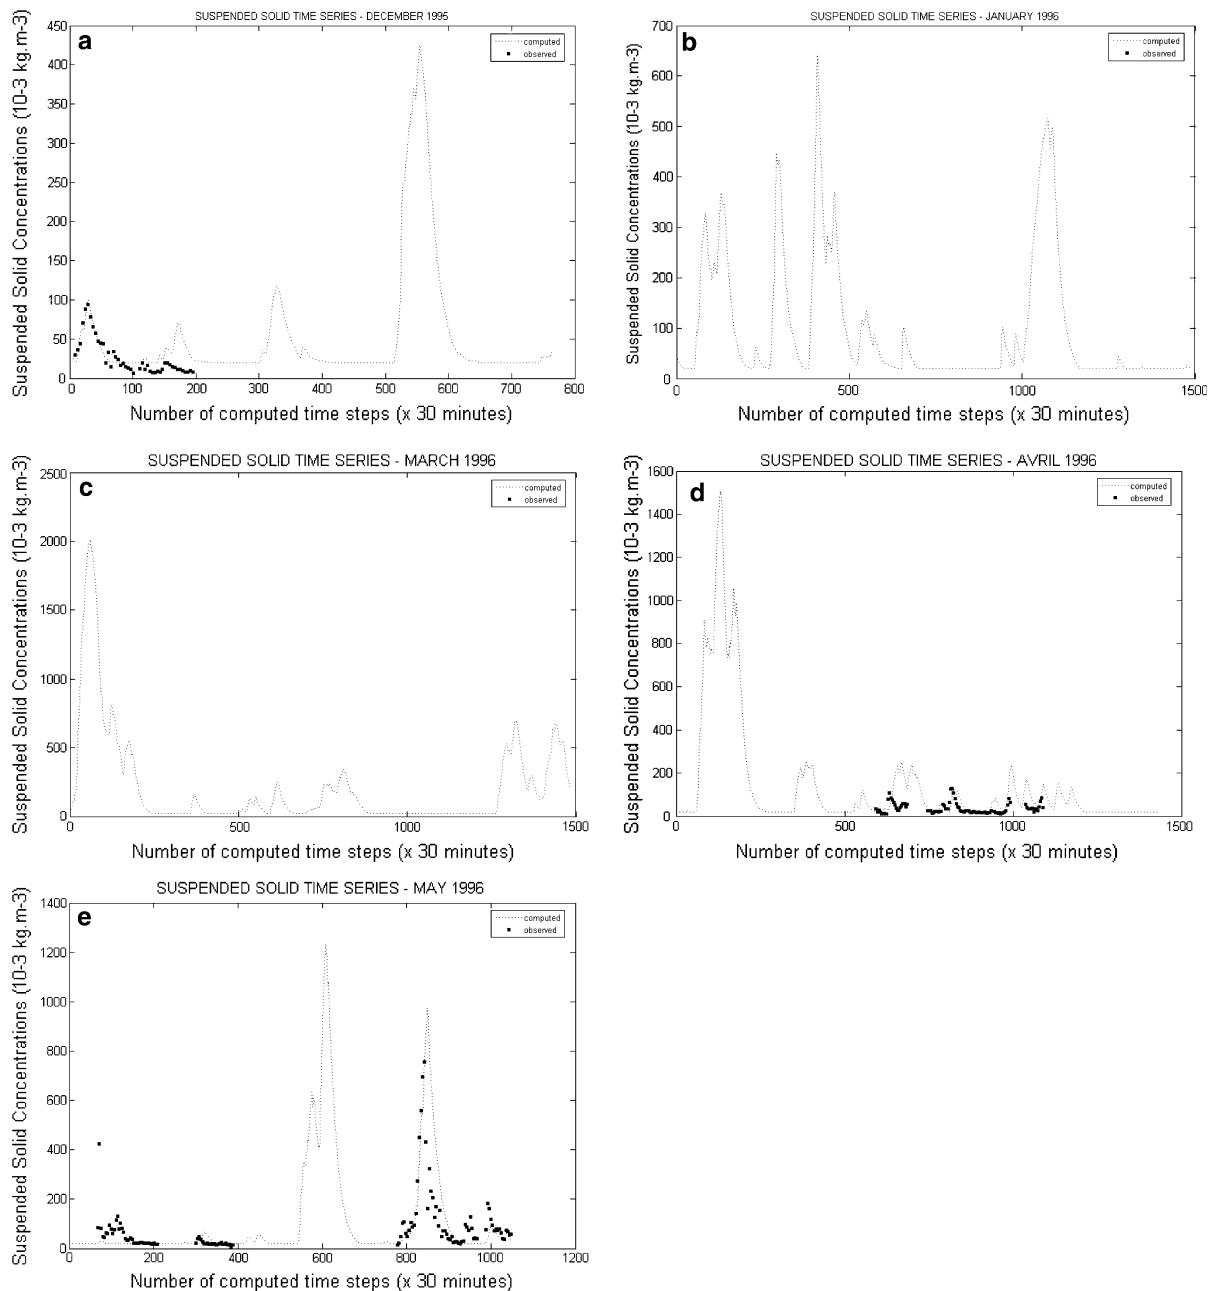 SUSPENDED SOLID TIME SERIES - DECEMBER 1995
a
computed
observed
Suspended Solid Concentrations (10-3 kg.m-3)
450
400
350
300
250
200
150
100
50
0
0 100 200 300 400 500 600 700 800
Number of computed time steps (x 30 minutes)
SUSPENDED SOLID TIME SERIES - JANUARY 1996
b
computed
observed
Suspended Solid Concentrations (10-3 kg.m-3)
700
600
500
400
300
200
100
0
0 500 1000 1500
Number of computed time steps (x 30 minutes)
SUSPENDED SOLID TIME SERIES - MARCH 1996
c
computed
observed
Suspended Solid Concentrations (10-3 kg.m-3)
2500
2000
1500
1000
500
0
0 500 1000 1500
Number of computed time steps (x 30 minutes)
SUSPENDED SOLID TIME SERIES - AVRIL 1996
d
computed
observed
Suspended Solid Concentrations (10-3 kg.m-3)
1600
1400
1200
1000
800
600
400
200
0
0 500 1000 1500
Number of computed time steps (x 30 minutes)
SUSPENDED SOLID TIME SERIES - MAY 1996
e
computed
observed
Suspended Solid Concentrations (10-3 kg.m-3)
1400
1200
1000
800
600
400
200
0
0 200 400 600 800 1000 1200
Number of computed time steps (x 30 minutes)